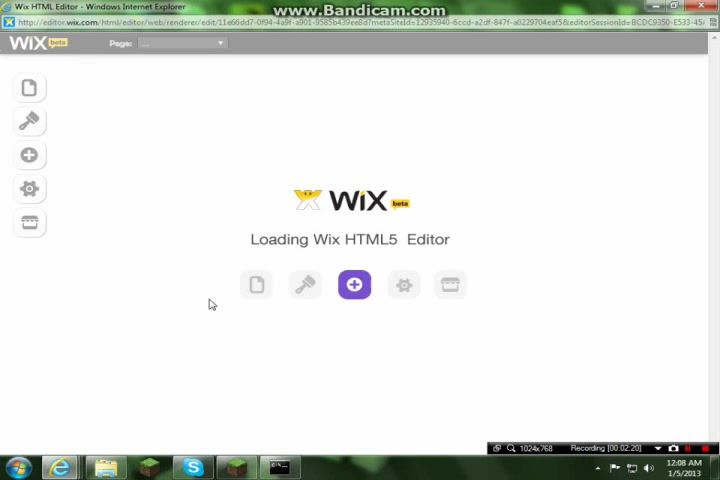 Wix HTML Editor - Windows Internet Explorer
www.Bandicam.com
WiX beta
Page: ...
WiX beta
Loading Wix HTML5 Editor
1024x768 Recording [00:02:20]
12:08 AM
1/5/2013